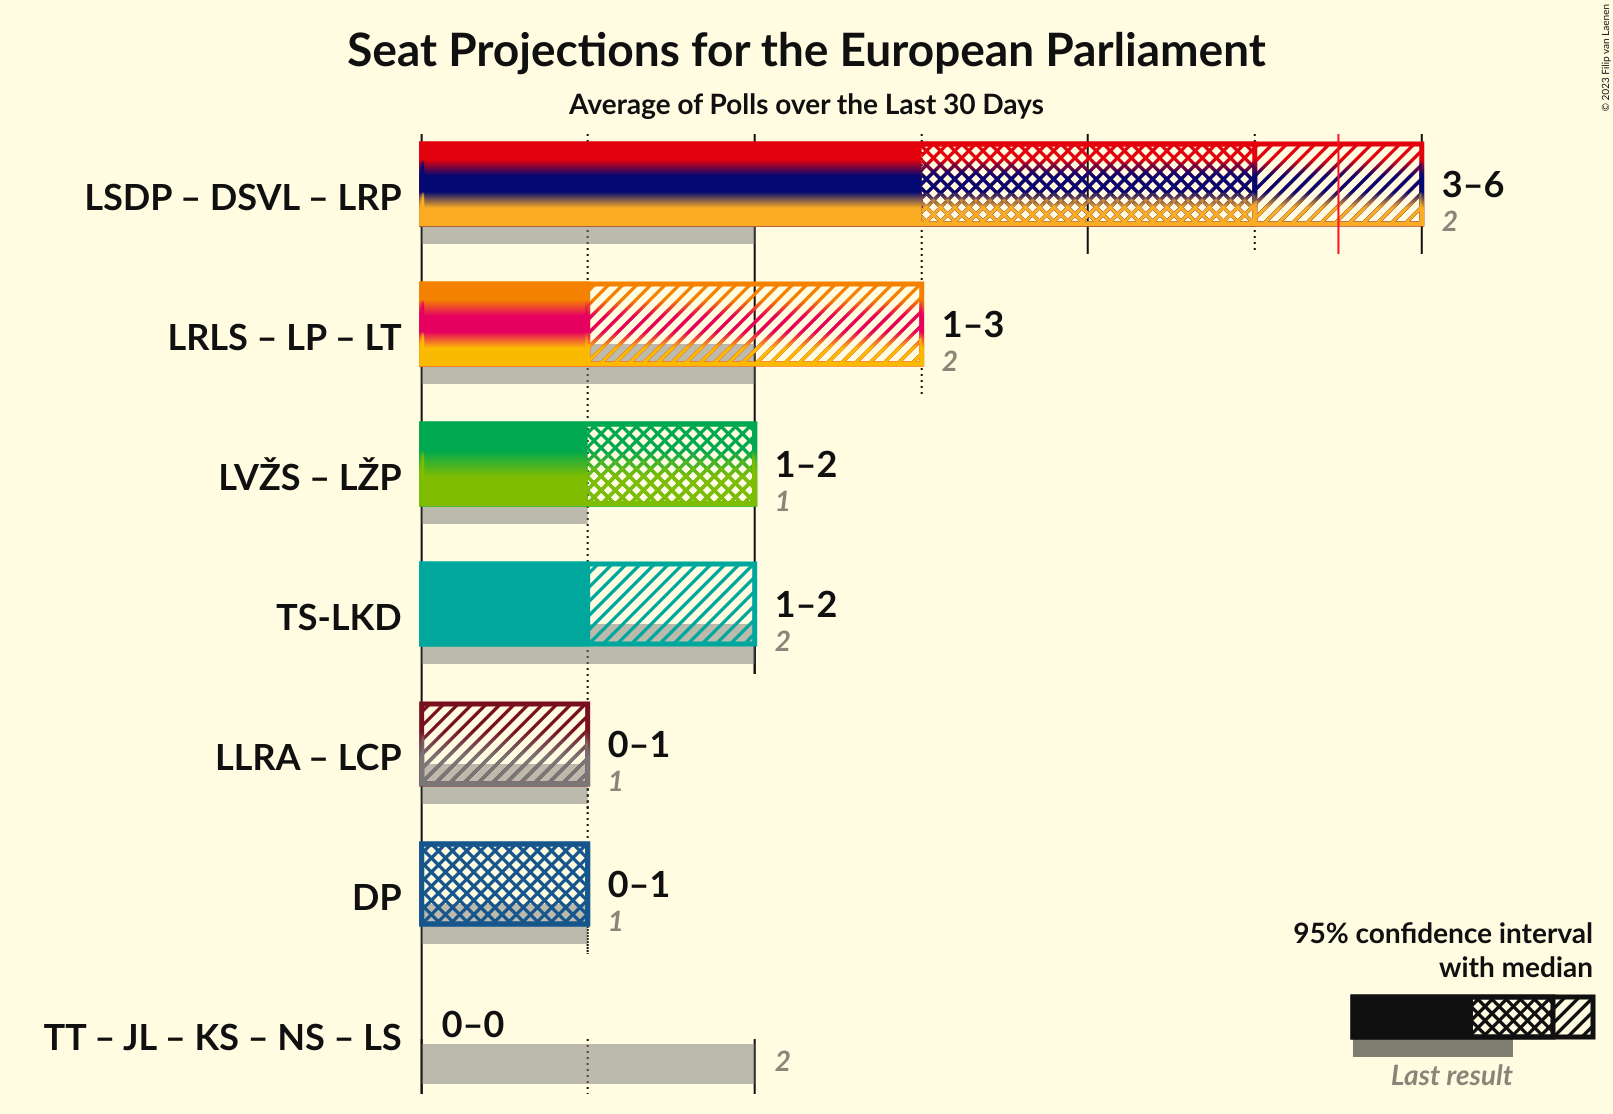 Seat Projections for the European Parliament
Average of Polls over the Last 30 Days
© 2023 Filip van Laenen
LSDP – DSVL – LRP
3–6
2
LRLS – LP – LT
1–3
2
LVŽS – LŽP
1–2
1
TS-LKD
1–2
2
LLRA – LCP
0–1
1
DP
0–1
1
TT – JL – KS – NS – LS
0–0
2
95% confidence interval
with median
Last result